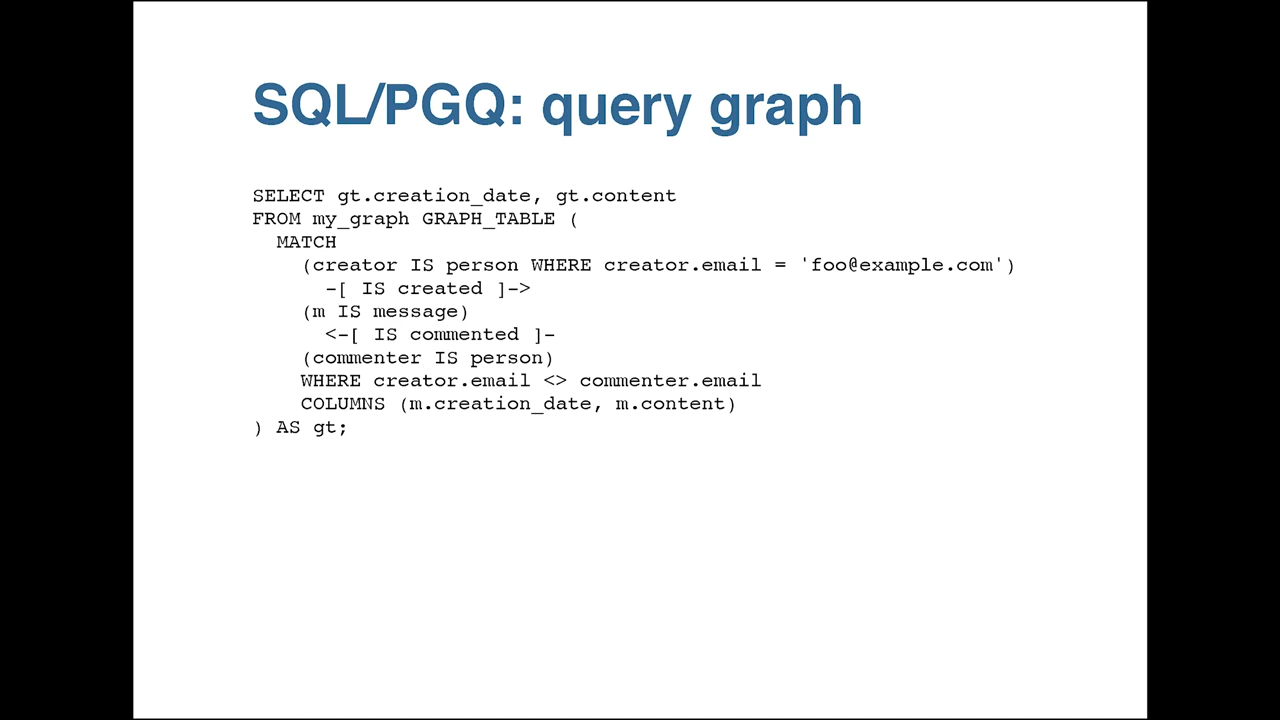 SQL/PGQ: query graph
SELECT gt.creation_date, gt.content
FROM my_graph GRAPH_TABLE (
  MATCH
    (creator IS person WHERE creator.email = 'foo@example.com')
      -[ IS created ]->
    (m IS message)
      <-[ IS commented ]-
    (commenter IS person)
    WHERE creator.email <> commenter.email
    COLUMNS (m.creation_date, m.content)
) AS gt;